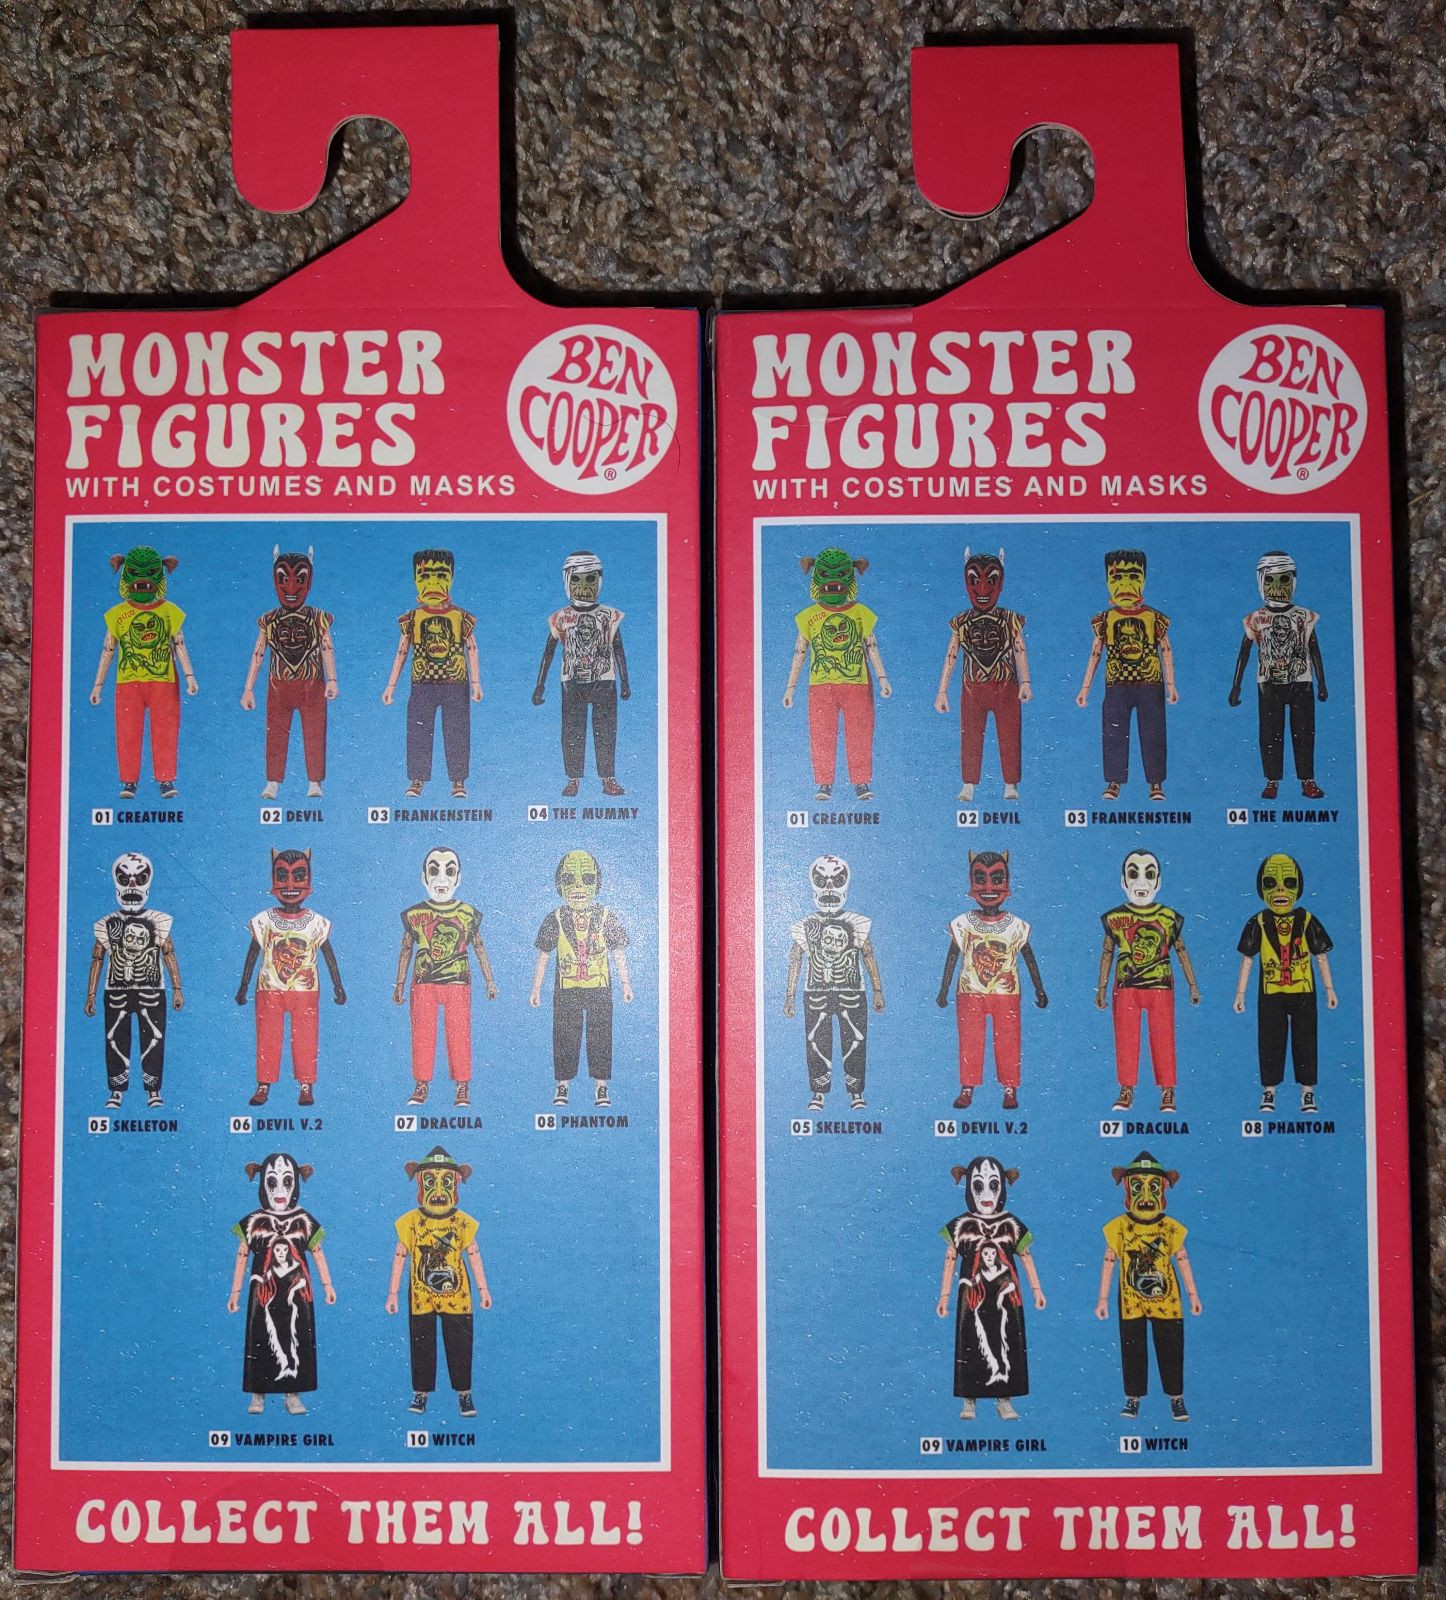 MONSTER
FIGURES
WITH COSTUMES AND MASKS
BEN
COOPER
®
01 CREATURE
02 DEVIL
03 FRANKENSTEIN
04 THE MUMMY
05 SKELETON
06 DEVIL V.2
07 DRACULA
08 PHANTOM
09 VAMPIRE GIRL
10 WITCH
COLLECT THEM ALL!
MONSTER
FIGURES
WITH COSTUMES AND MASKS
BEN
COOPER
®
01 CREATURE
02 DEVIL
03 FRANKENSTEIN
04 THE MUMMY
05 SKELETON
06 DEVIL V.2
07 DRACULA
08 PHANTOM
09 VAMPIRE GIRL
10 WITCH
COLLECT THEM ALL!